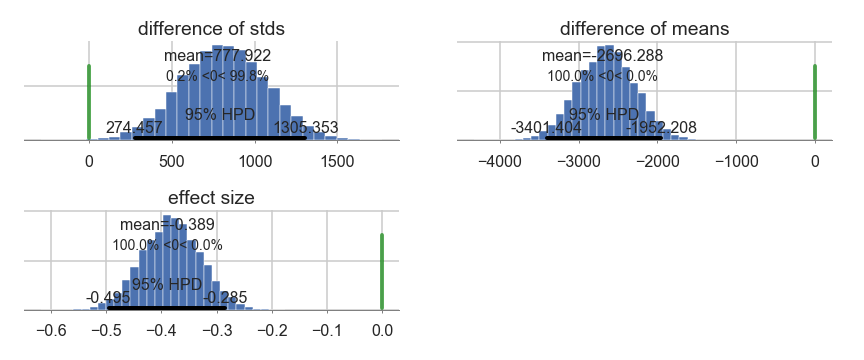 difference of stds
mean=777.922
0.2% <0< 99.8%
95% HPD
274.457 1305.353
0 500 1000 1500
difference of means
mean=-2696.288
100.0% <0< 0.0%
95% HPD
-3401.404 -1952.208
−4000 −3000 −2000 −1000 0
effect size
mean=-0.389
100.0% <0< 0.0%
95% HPD
-0.495 -0.285
−0.6 −0.5 −0.4 −0.3 −0.2 −0.1 0.0